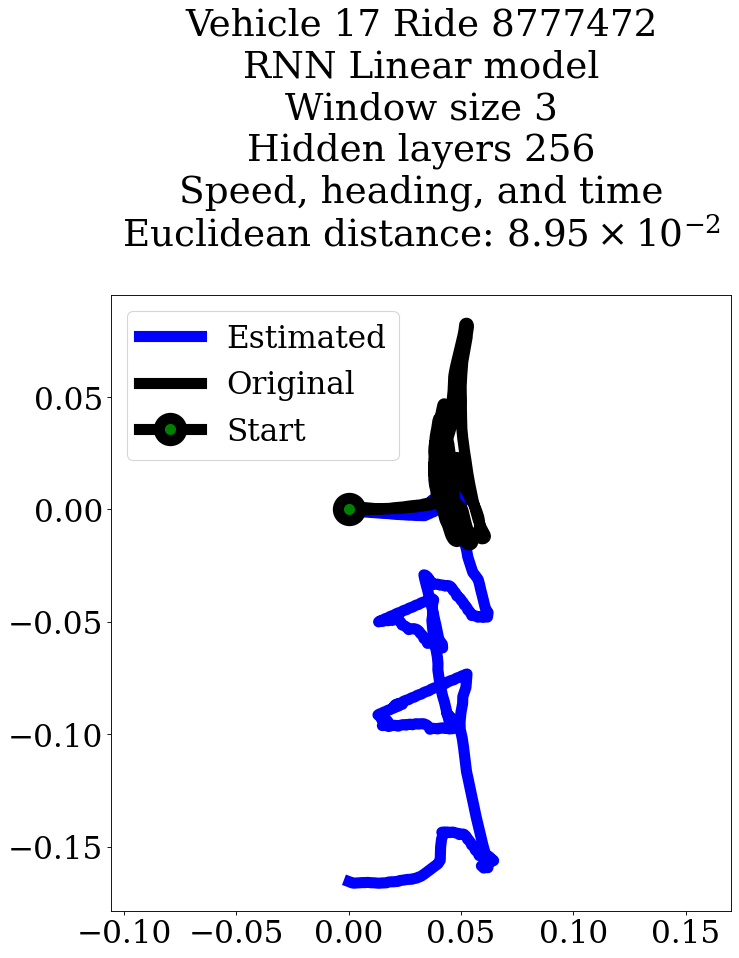 Vehicle 17 Ride 8777472
RNN Linear model
Window size 3
Hidden layers 256
Speed, heading, and time
Euclidean distance: 8.95 × 10⁻²
Estimated
Original
Start
0.05
0.00
−0.05
−0.10
−0.15
−0.10 −0.05 0.00 0.05 0.10 0.15